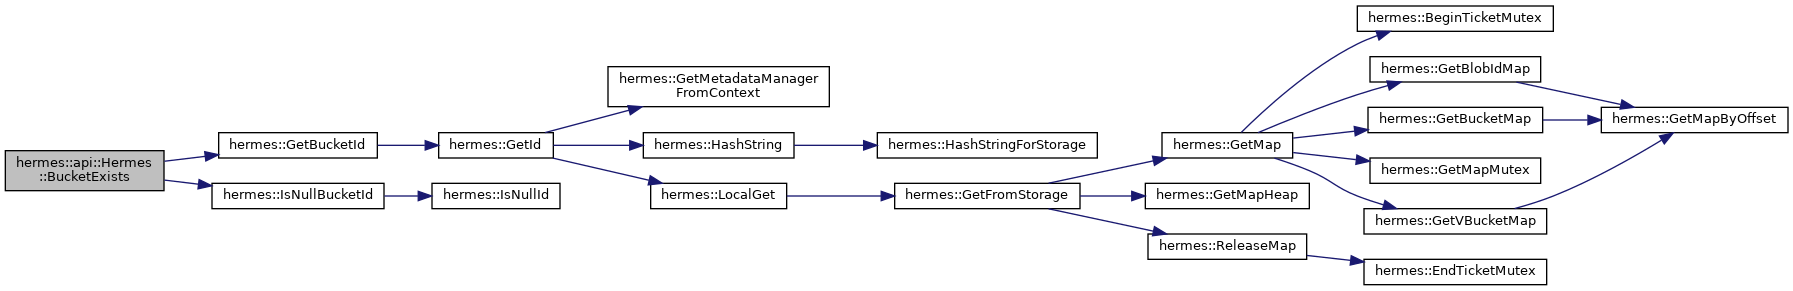 hermes::api::Hermes
::BucketExists
hermes::GetBucketId
hermes::IsNullBucketId
hermes::GetId
hermes::IsNullId
hermes::GetMetadataManager
FromContext
hermes::HashString
hermes::LocalGet
hermes::HashStringForStorage
hermes::GetFromStorage
hermes::GetMap
hermes::GetMapHeap
hermes::ReleaseMap
hermes::BeginTicketMutex
hermes::GetBlobIdMap
hermes::GetBucketMap
hermes::GetMapMutex
hermes::GetVBucketMap
hermes::EndTicketMutex
hermes::GetMapByOffset